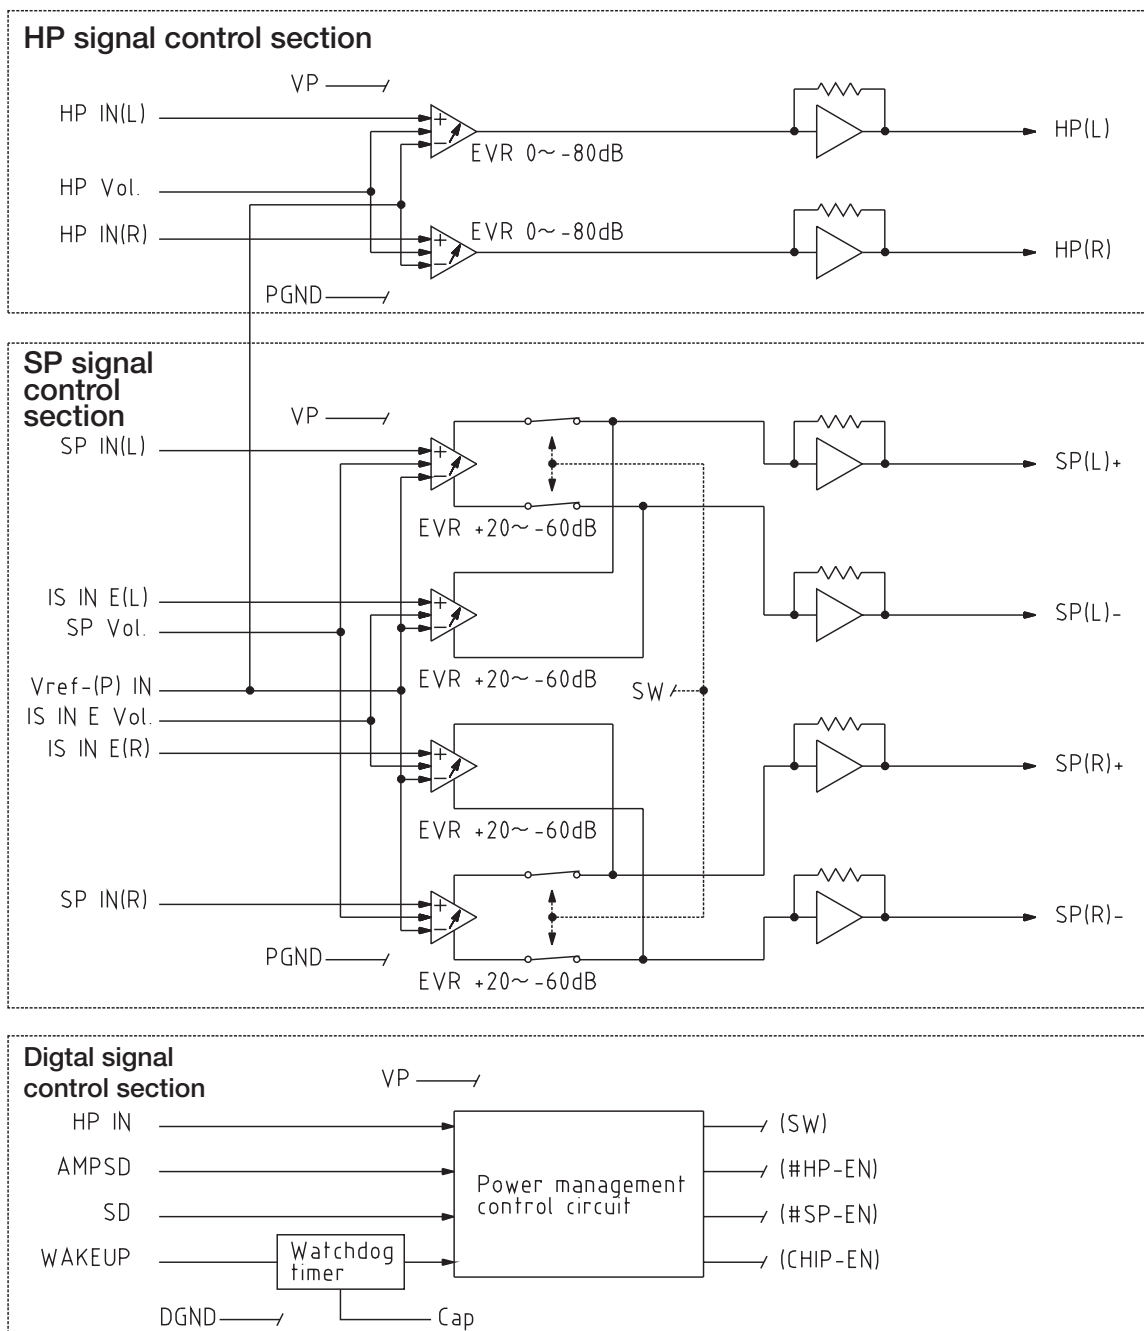 HP signal control section
VP
HP IN(L)
+
−
EVR 0~ -80dB
HP(L)
HP Vol.
HP IN(R)
+
−
EVR 0~ -80dB
HP(R)
PGND
SP signal
control
section
VP
SP IN(L)
+
−
EVR +20~ -60dB
SP(L)+
IS IN E(L)
+
−
SP Vol.
EVR +20~ -60dB
SP(L)-
Vref-(P) IN
SW
IS IN E Vol.
IS IN E(R)
+
−
EVR +20~ -60dB
SP(R)+
SP IN(R)
+
−
SP(R)-
PGND
EVR +20~ -60dB
Digtal signal
control section
VP
HP IN
(SW)
AMPSD
(#HP-EN)
Power management
control circuit
SD
(#SP-EN)
WAKEUP
Watchdog
timer
(CHIP-EN)
DGND
Cap